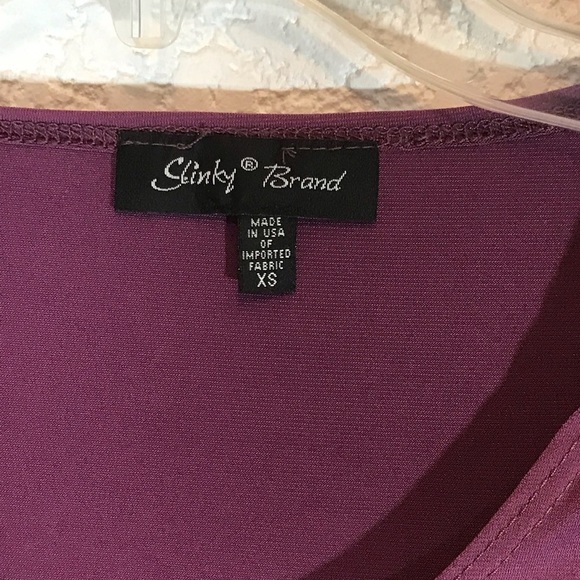 Slinky® Brand
MADE
IN USA
OF
IMPORTED
FABRIC
XS